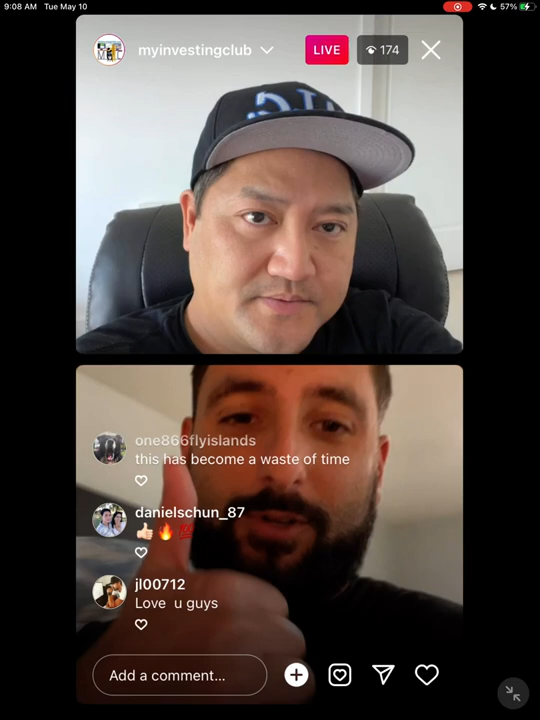 9:08 AM Tue May 10
57%
myinvestingclub
LIVE
174
one866flyislands
this has become a waste of time
danielschun_87
👍🏻🔥💯
jl00712
Love u guys
Add a comment...